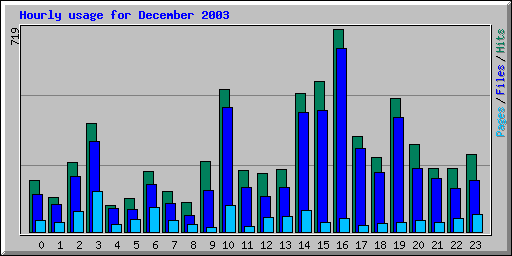 Hourly usage for December 2003
719
Pages / Files / Hits
0 1 2 3 4 5 6 7 8 9 10 11 12 13 14 15 16 17 18 19 20 21 22 23